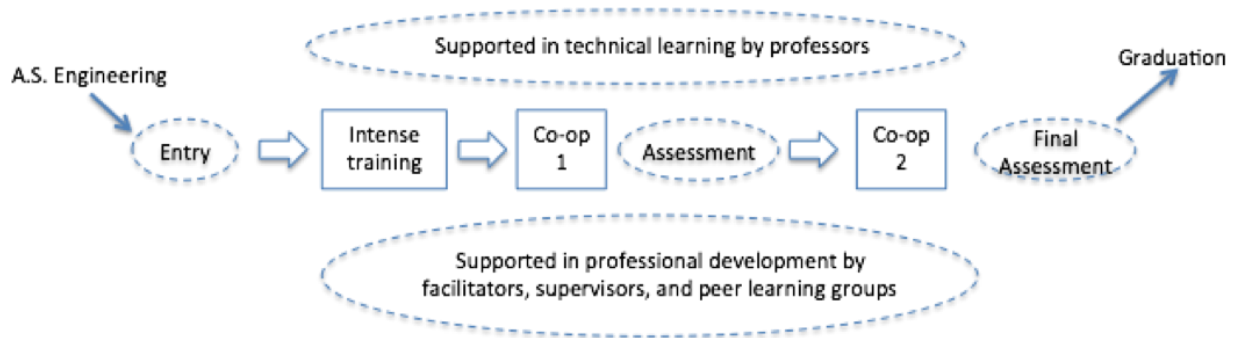 Supported in technical learning by professors
Graduation
A.S. Engineering
Entry
Intense
training
Co-op
1
Assessment
Co-op
2
Final
Assessment
Supported in professional development by
facilitators, supervisors, and peer learning groups